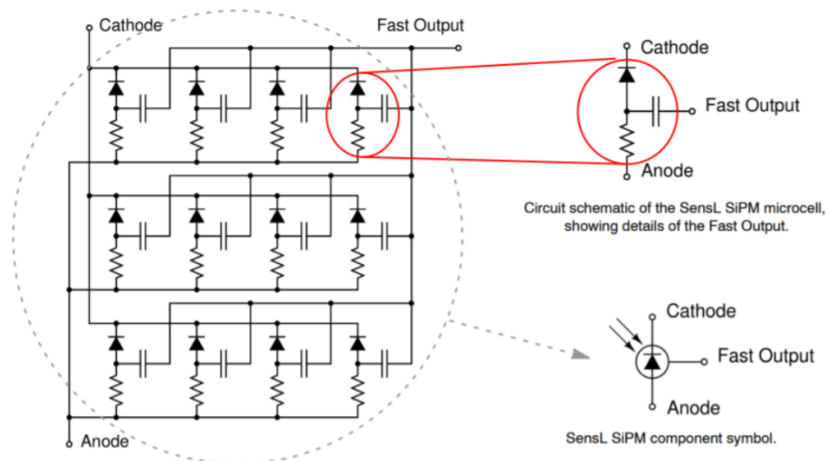 Cathode
Fast Output
Cathode
Fast Output
Anode
Circuit schematic of the SensL SiPM microcell,
showing details of the Fast Output.
Cathode
Fast Output
Anode
SensL SiPM component symbol.
Anode